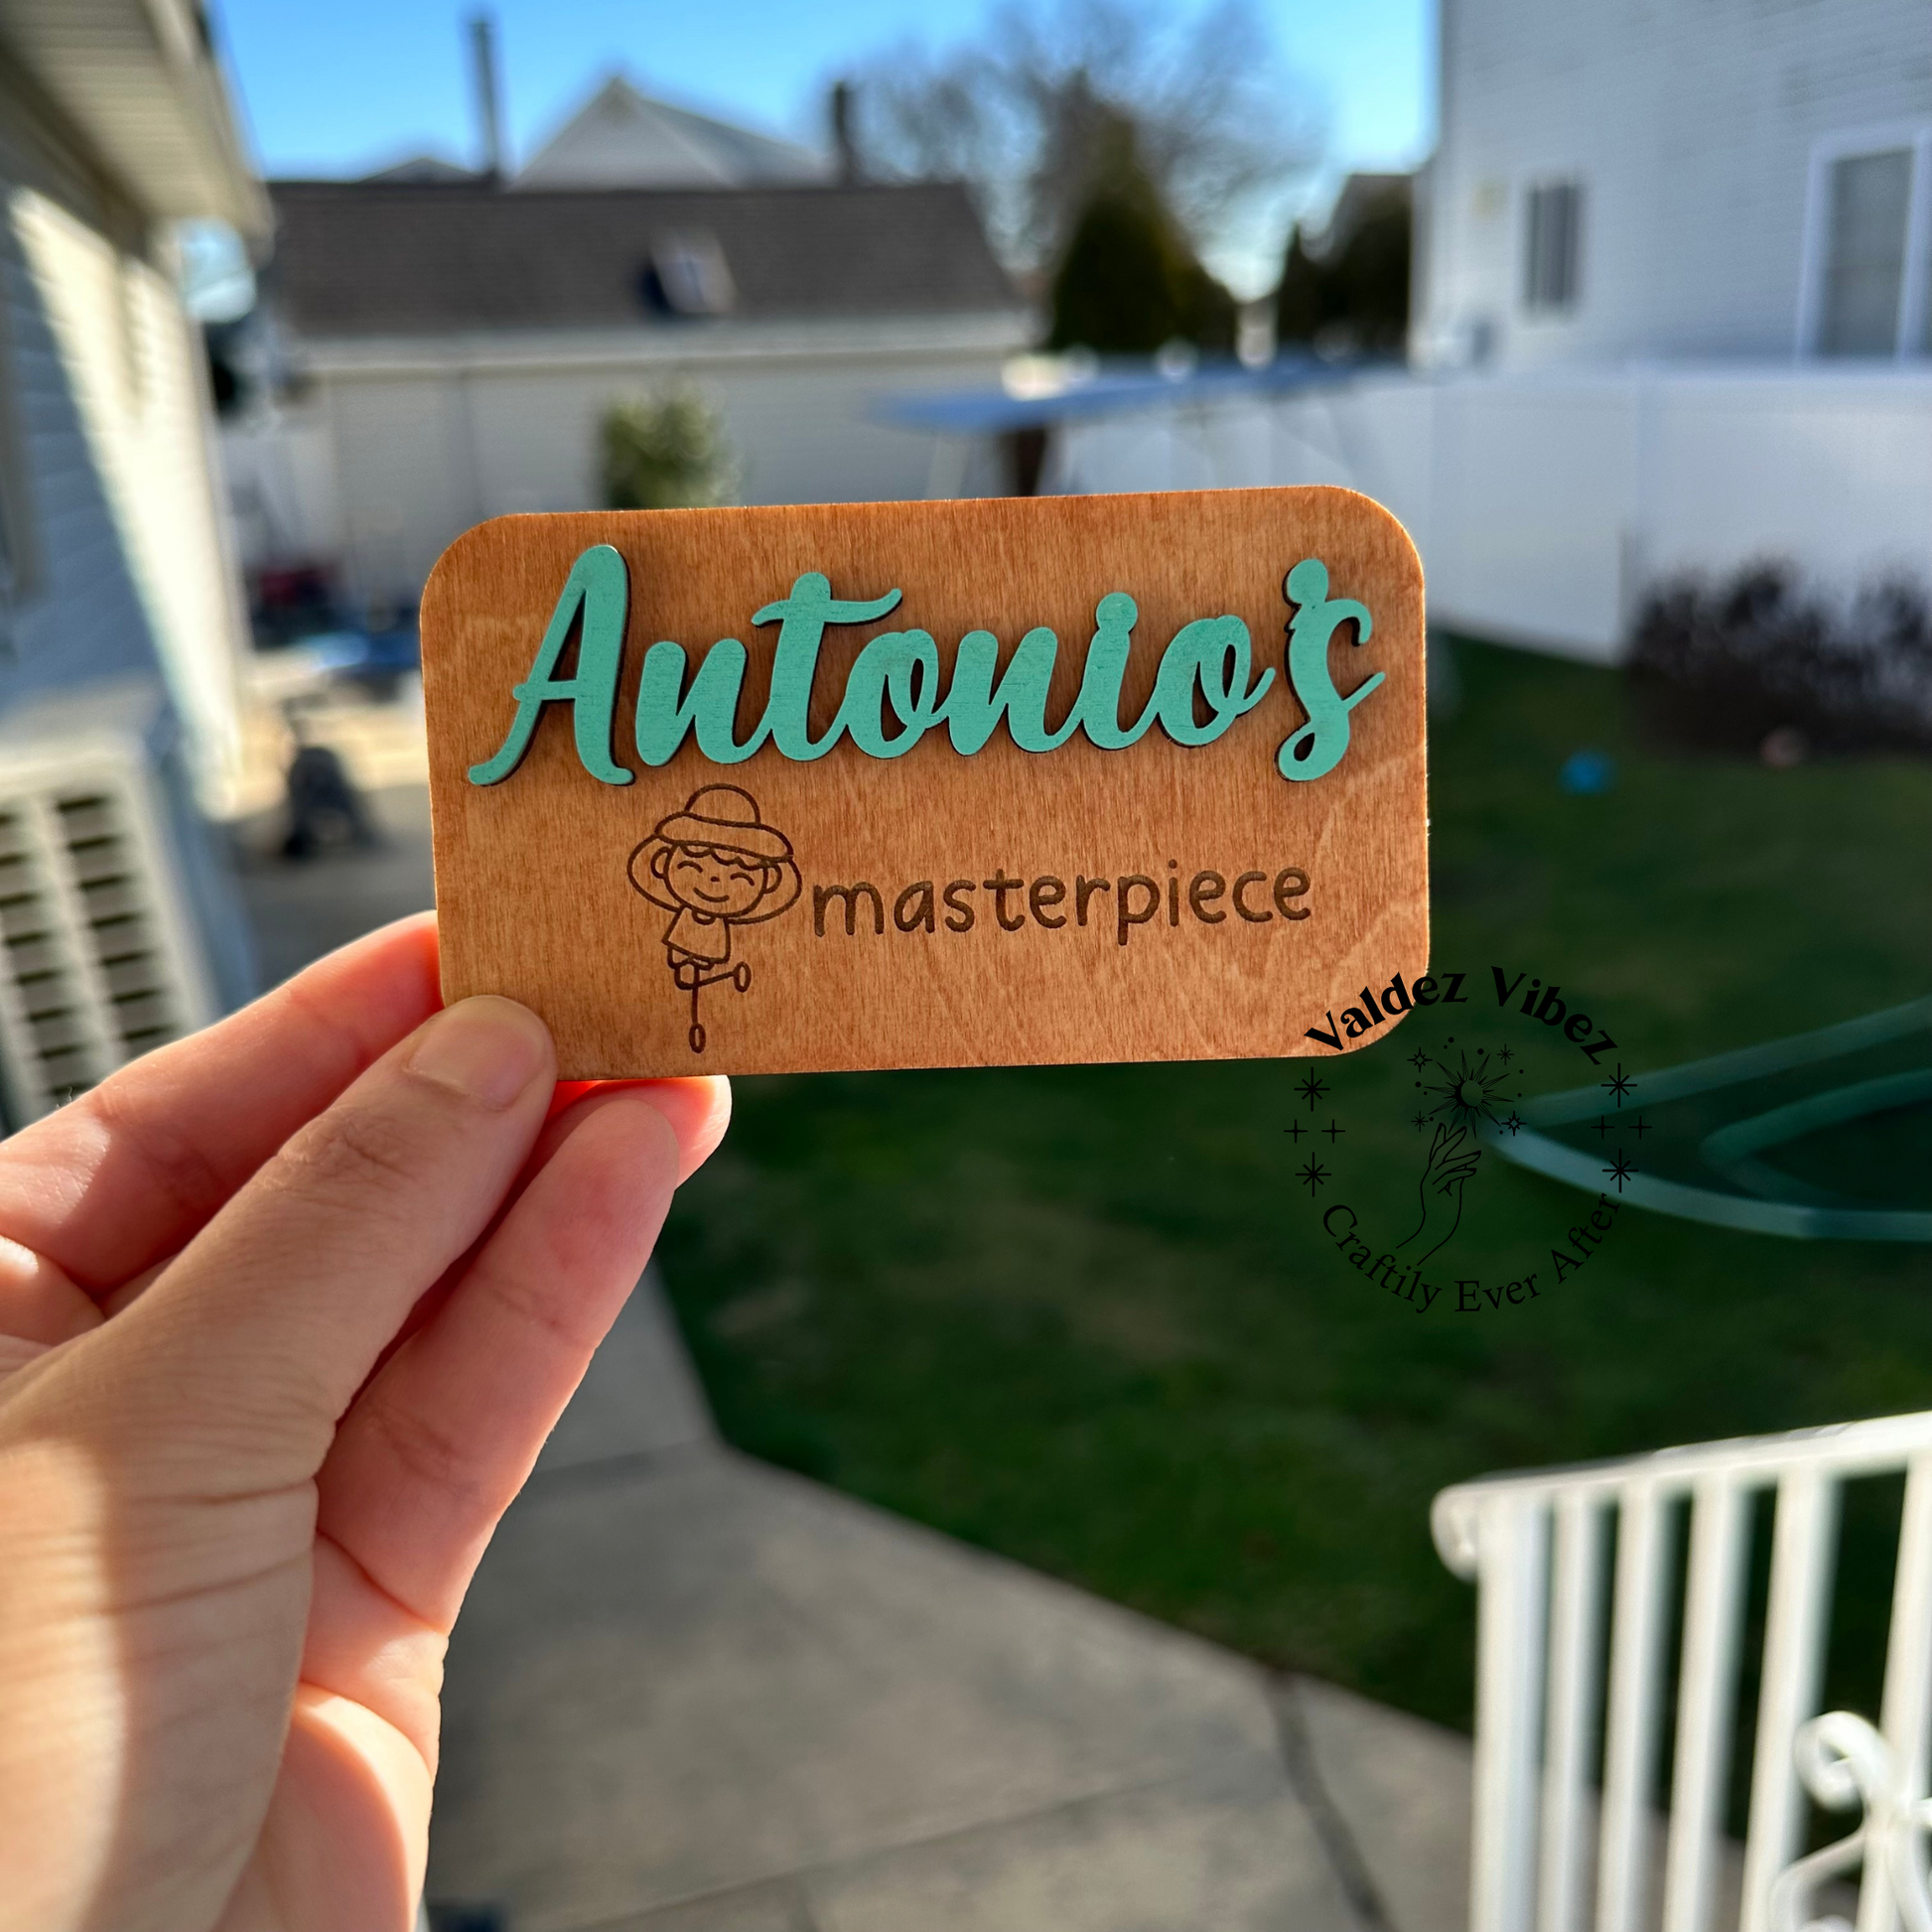 Antonio's
masterpiece
Valdez Vibez
Craftily Ever After